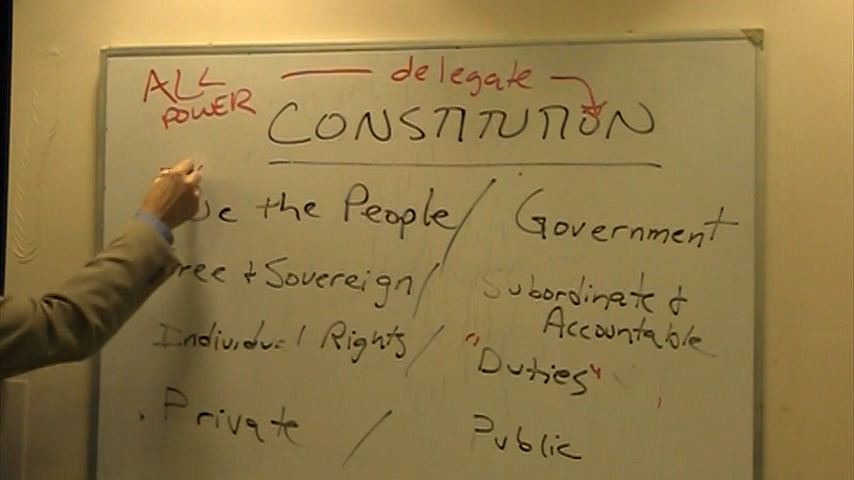 ALL — delegate
POWER
CONSTITUTION
We the People / Government
Free & Sovereign / Subordinate &
Accountable
Individual Rights / "Duties"
. Private / Public